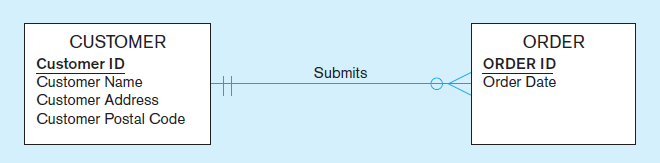 CUSTOMER
Customer ID
Customer Name
Customer Address
Customer Postal Code
Submits
ORDER
ORDER ID
Order Date